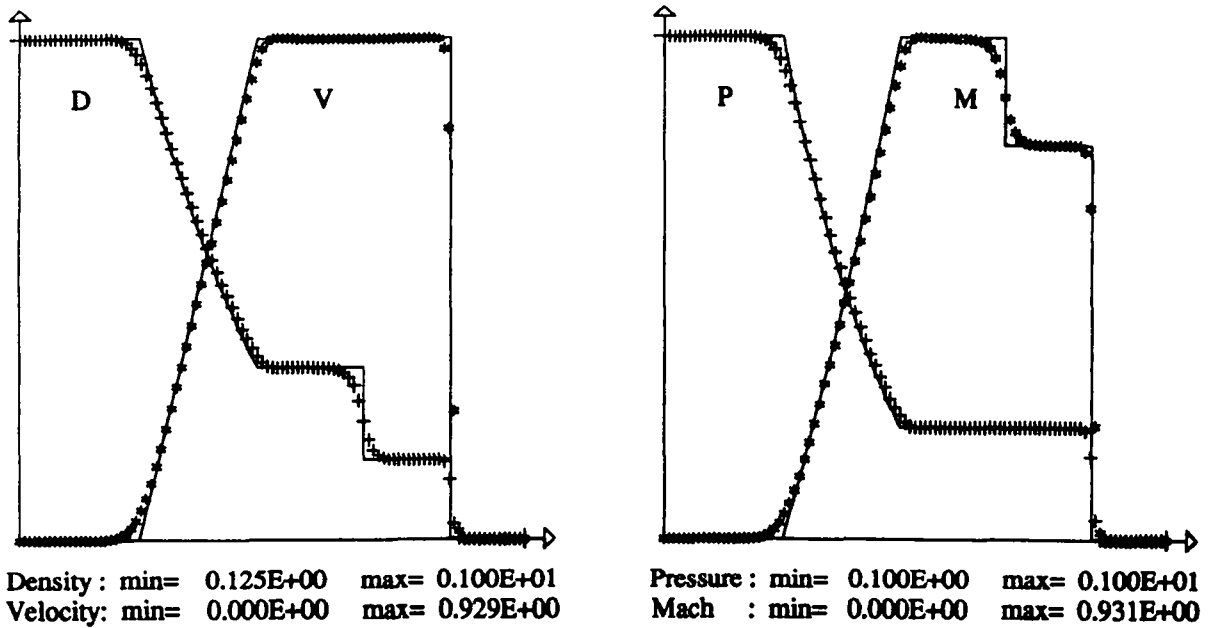 D
V
P
M
Density : min= 0.125E+00 max= 0.100E+01
Velocity: min= 0.000E+00 max= 0.929E+00
Pressure : min= 0.100E+00 max= 0.100E+01
Mach : min= 0.000E+00 max= 0.931E+00